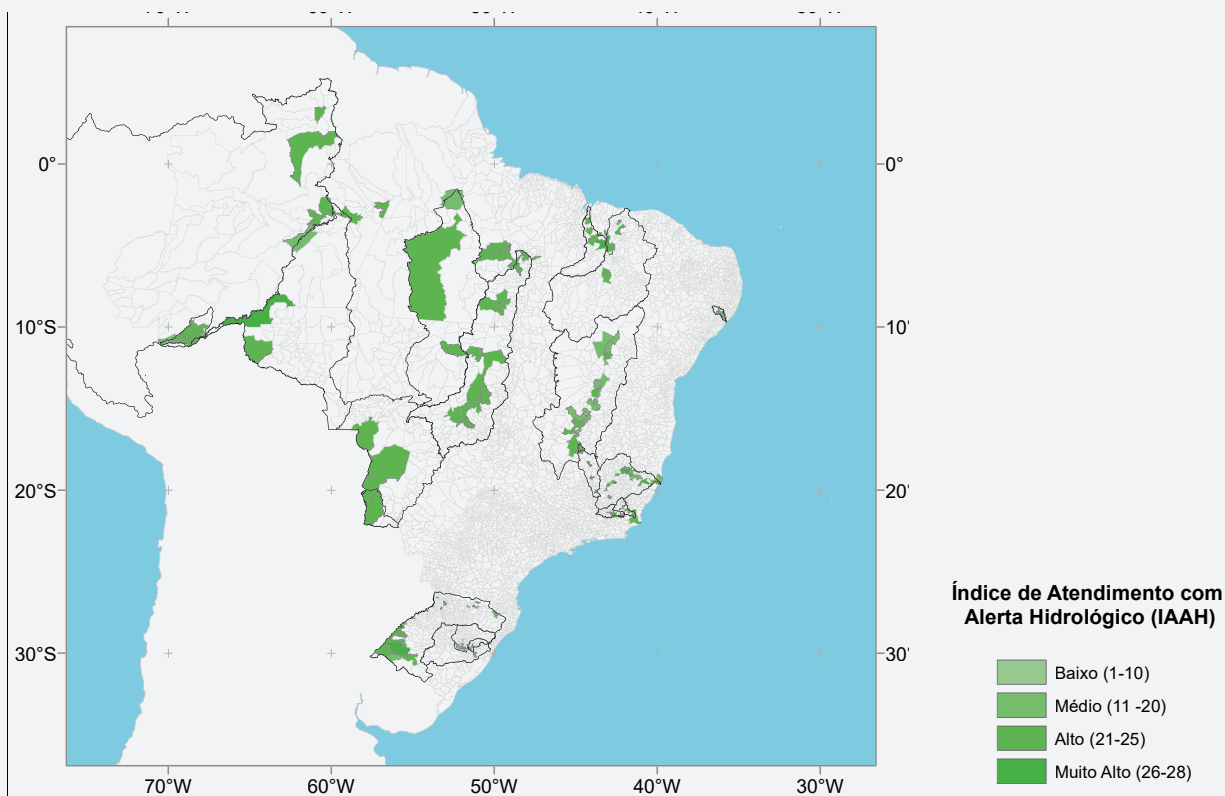 0°
0°
10°S
10'
20°S
20'
30°S
30'
70°W
60°W
50°W
40°W
30°W
Índice de Atendimento com
Alerta Hidrológico (IAAH)
Baixo (1-10)
Médio (11 -20)
Alto (21-25)
Muito Alto (26-28)